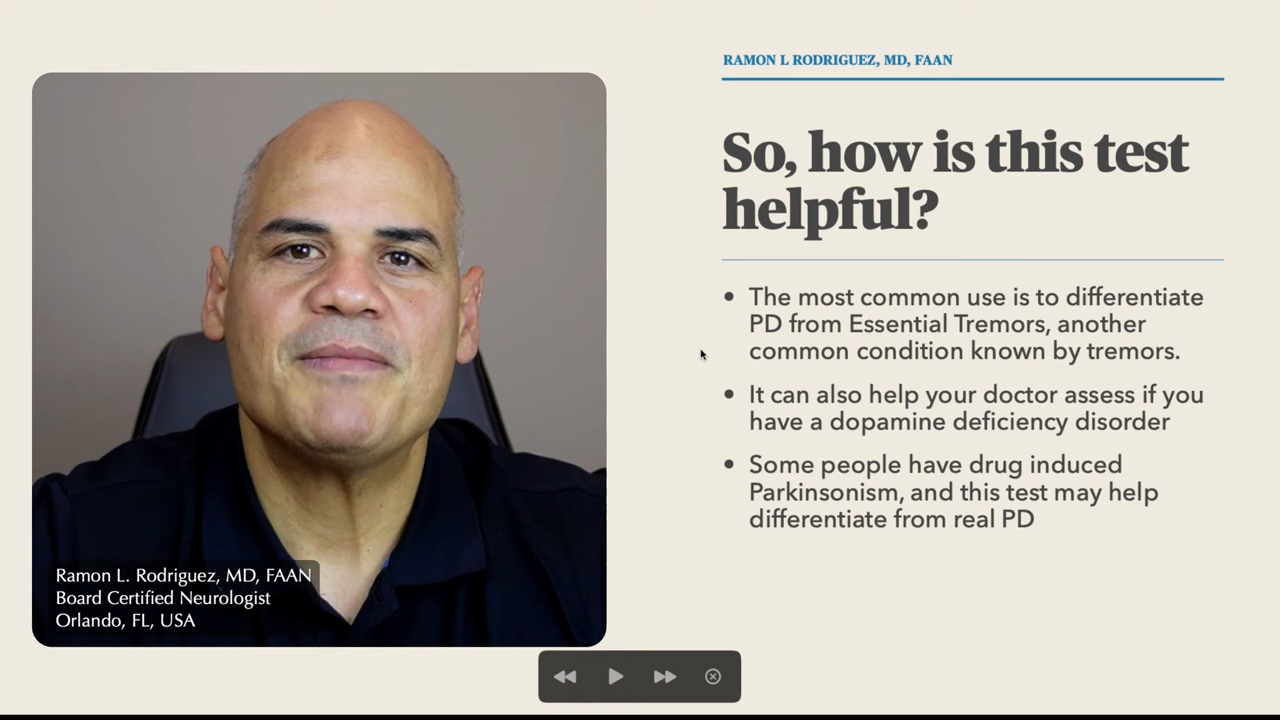 RAMON L RODRIGUEZ, MD, FAAN
So, how is this test
helpful?
• The most common use is to differentiate
PD from Essential Tremors, another
common condition known by tremors.
• It can also help your doctor assess if you
have a dopamine deficiency disorder
• Some people have drug induced
Parkinsonism, and this test may help
differentiate from real PD
Ramon L. Rodriguez, MD, FAAN
Board Certified Neurologist
Orlando, FL, USA